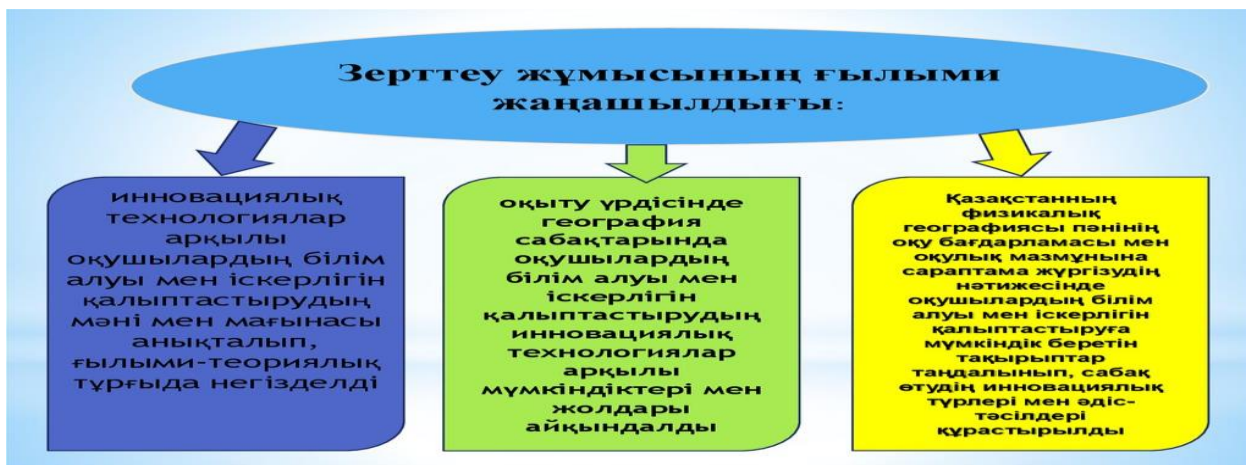 Зерттеу жұмысының ғылыми
жаңашылдығы:
инновациялық
технологиялар
арқылы
оқушылардың білім
алуы мен іскерлігін
қалыптастырудың
мәні мен мағынасы
анықталып,
ғылыми-теориялық
тұрғыда негізделді
оқыту үрдісінде
география
сабақтарында
оқушылардың
білім алуы мен
іскерлігін
қалыптастырудың
инновациялық
технологиялар
арқылы
мүмкіндіктері мен
жолдары
айқындалды
Қазақстанның
физикалық
географиясы пәнінің
оқу бағдарламасы мен
оқулық мазмұнына
сараптама жүргізудің
нәтижесінде
оқушылардың білім
алуы мен іскерлігін
қалыптастыруға
мүмкіндік беретін
тақырыптар
таңдалынып, сабақ
өтудің инновациялық
түрлері мен әдіс-
тәсілдері
құрастырылды